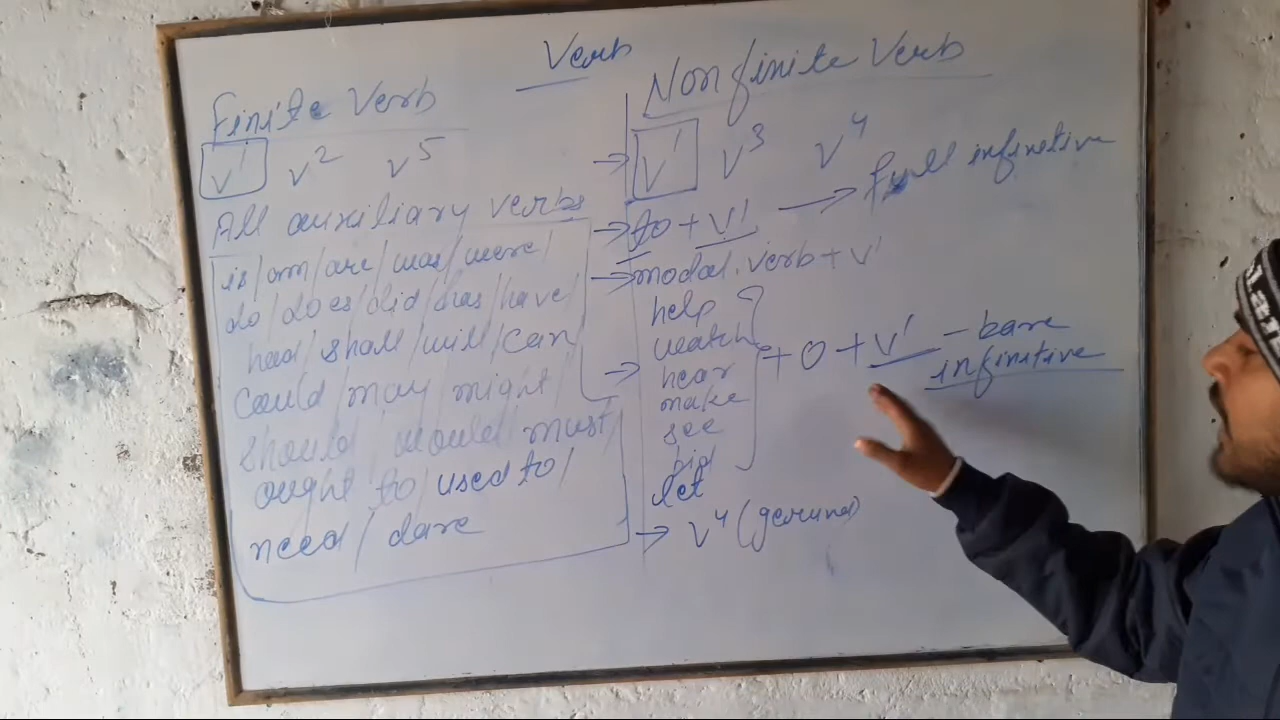 Verb
Finite Verb
V1 V2 V5
All auxiliary verbs
is/am/are/was/were/
do/does/did/has/have/
had/shall/will/can/
could/may/might/
should/would/must/
ought to/used to/
need/dare
Nonfinite Verb
→ V1 V3 V4
→ to + V1 → full infinitive
→ modal verb + V1
help
watch
→ hear + O + V1 - bare infinitive
make
see
bid
let
→ V4 (gerund)